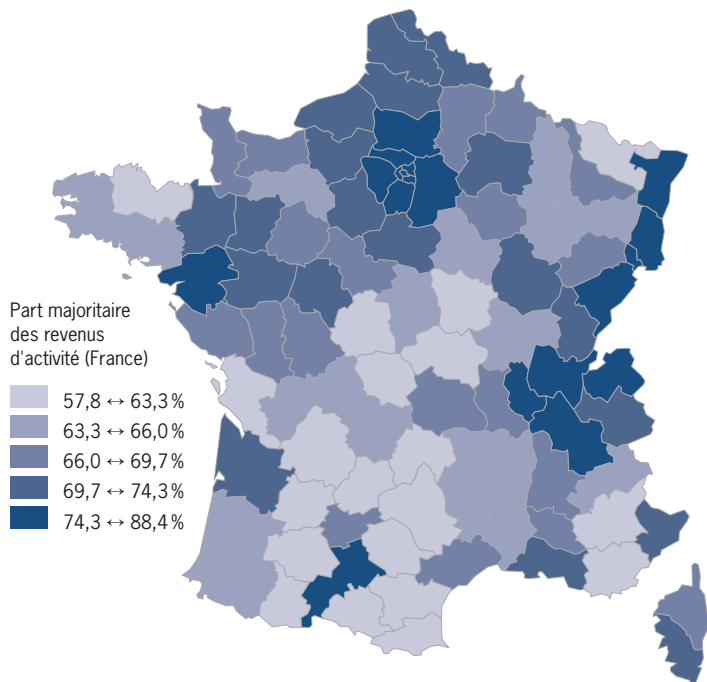 Part majoritaire
des revenus
d'activité (France)
57,8 ↔ 63,3 %
63,3 ↔ 66,0 %
66,0 ↔ 69,7 %
69,7 ↔ 74,3 %
74,3 ↔ 88,4 %